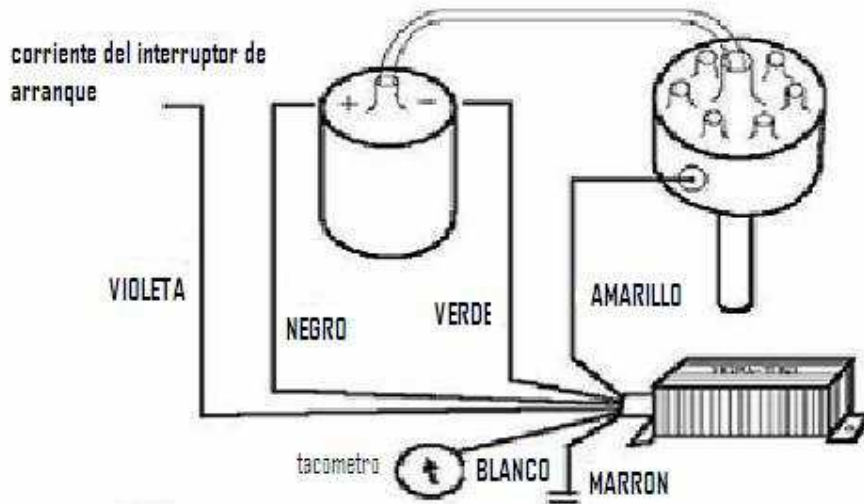 corriente del interruptor de
arranque
+ −
VIOLETA
NEGRO
VERDE
AMARILLO
tacometro
t
BLANCO
MARRON